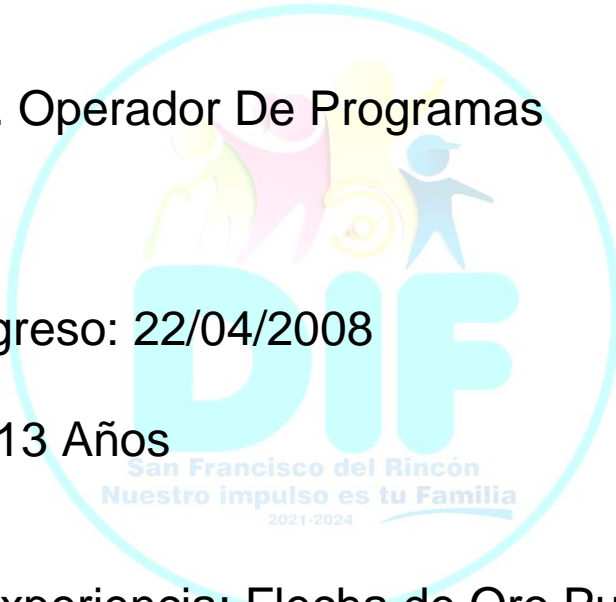 . Operador De Programas
greso: 22/04/2008
13 Años
DIF
San Francisco del Rincón
Nuestro impulso es tu Familia
2021-2024
xperiencia: Flecha de Oro Pu